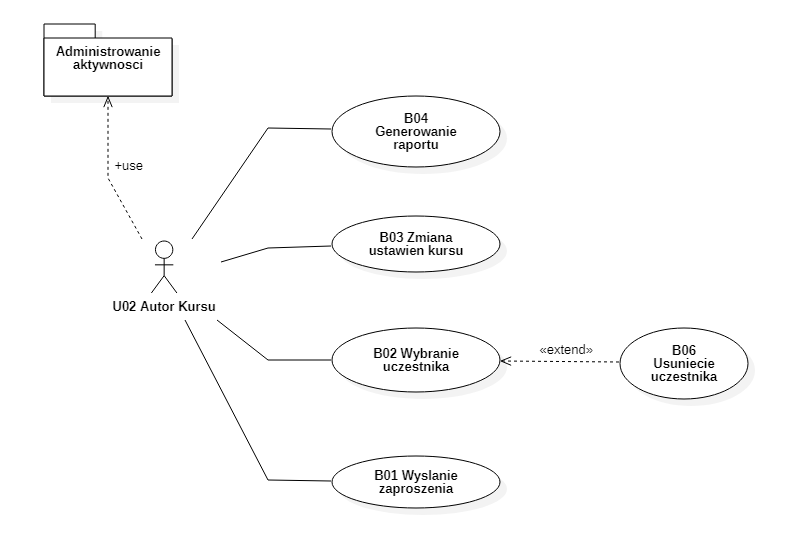 Administrowanie
aktywnosci
B04
Generowanie
raportu
+use
B03 Zmiana
ustawien kursu
U02 Autor Kursu
B02 Wybranie
uczestnika
«extend»
B06
Usuniecie
uczestnika
B01 Wyslanie
zaproszenia